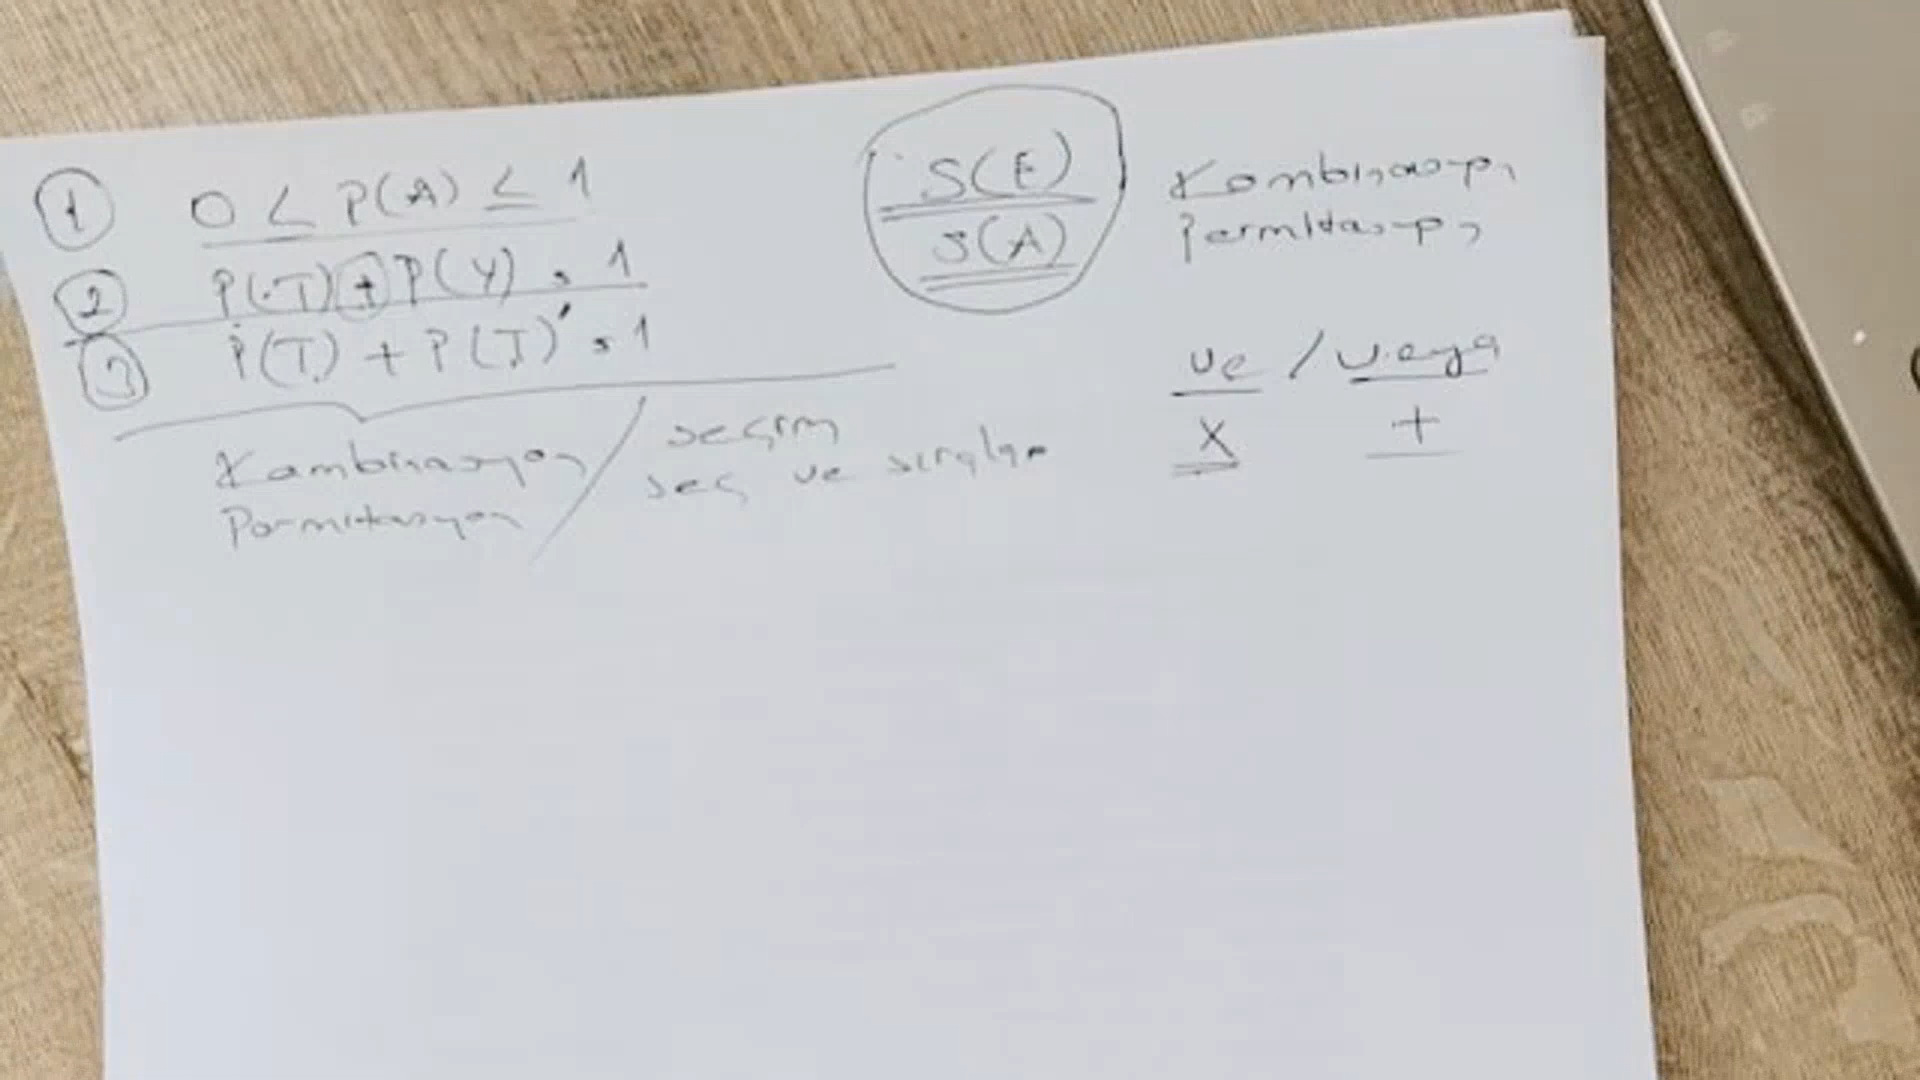 1 0 ≤ P(A) ≤ 1
2 P(T) + P(Y) = 1
3 P(T) + P(T)' = 1
S(E)
S(A)
Kombinasyon
Permütasyon
ve / veya
x +
Kombinasyon / seçim
Permütasyon seç ve sırala